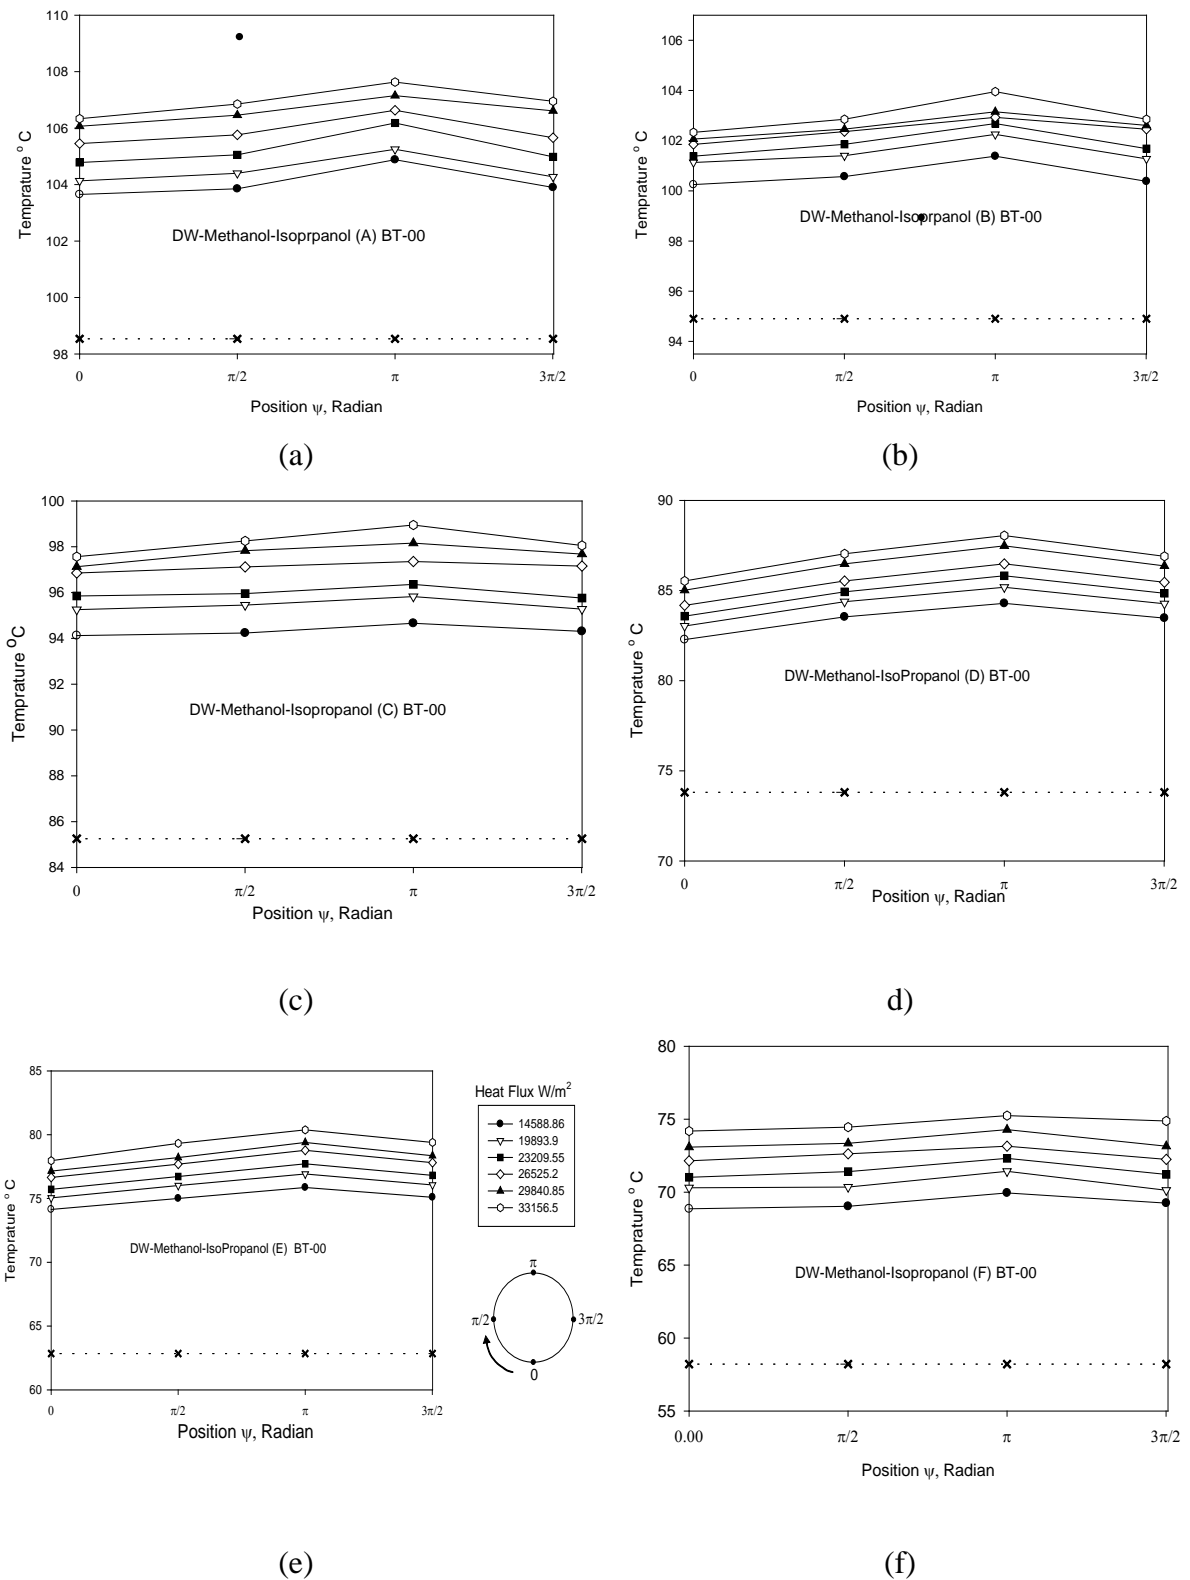 110
108
106
104
102
100
98
Temprature ° C
DW-Methanol-Isoprpanol (A) BT-00
0 π/2 π 3π/2
Position ψ, Radian
(a)
106
104
102
100
98
96
94
Temprature ° C
DW-Methanol-Isoprpanol (B) BT-00
0 π/2 π 3π/2
Position ψ, Radian
(b)
100
98
96
94
92
90
88
86
84
Temprature °C
DW-Methanol-Isopropanol (C) BT-00
0 π/2 π 3π/2
Position ψ, Radian
(c)
90
85
80
75
70
Temprature ° C
DW-Methanol-IsoPropanol (D) BT-00
0 π/2 π 3π/2
Position ψ, Radian
d)
85
80
75
70
65
60
Temprature ° C
DW-Methanol-IsoPropanol (E) BT-00
0 π/2 π 3π/2
Position ψ, Radian
Heat Flux W/m²
14588.86
19893.9
23209.55
26525.2
29840.85
33156.5
π
π/2 3π/2
0
(e)
80
75
70
65
60
55
Temprature ° C
DW-Methanol-Isopropanol (F) BT-00
0.00 π/2 π 3π/2
Position ψ, Radian
(f)